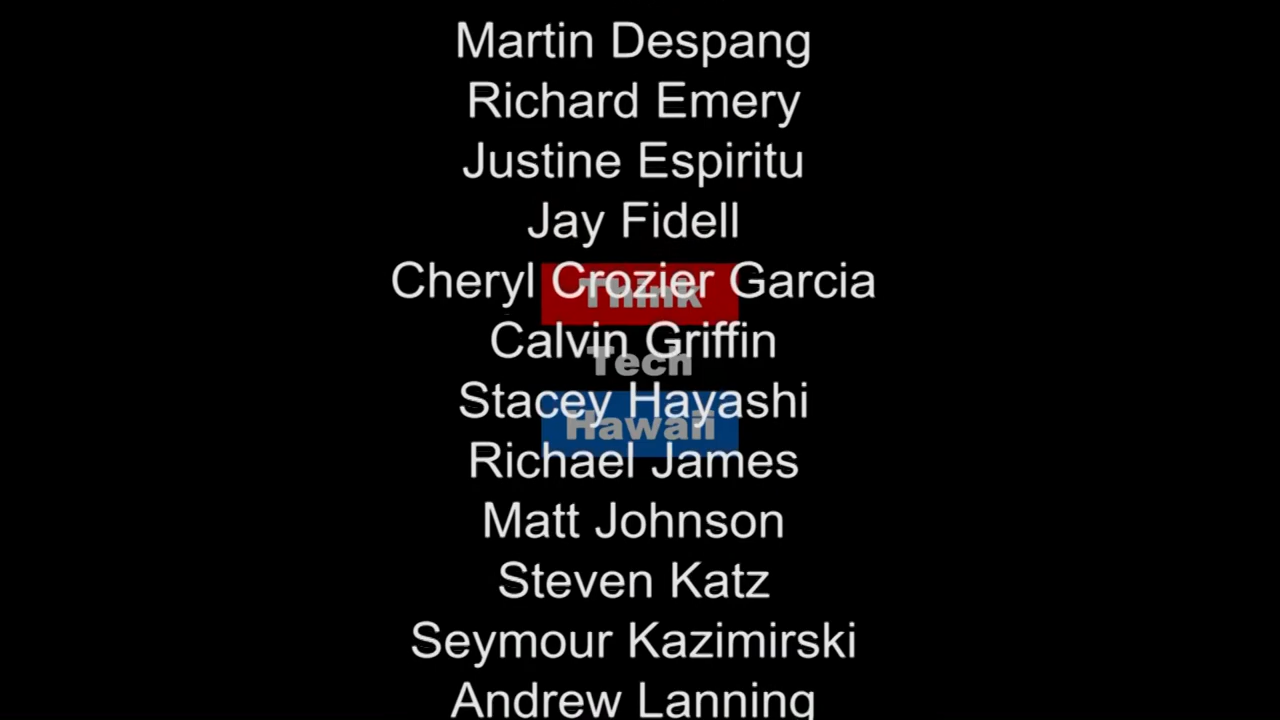 Martin Despang
Richard Emery
Justine Espiritu
Jay Fidell
Cheryl Crozier Garcia
Think
Calvin Griffin
Tech
Stacey Hayashi
Hawaii
Richael James
Matt Johnson
Steven Katz
Seymour Kazimirski
Andrew Lanning